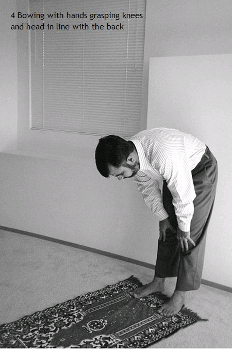 4 Bowing with hands grasping knees
and head in line with the back